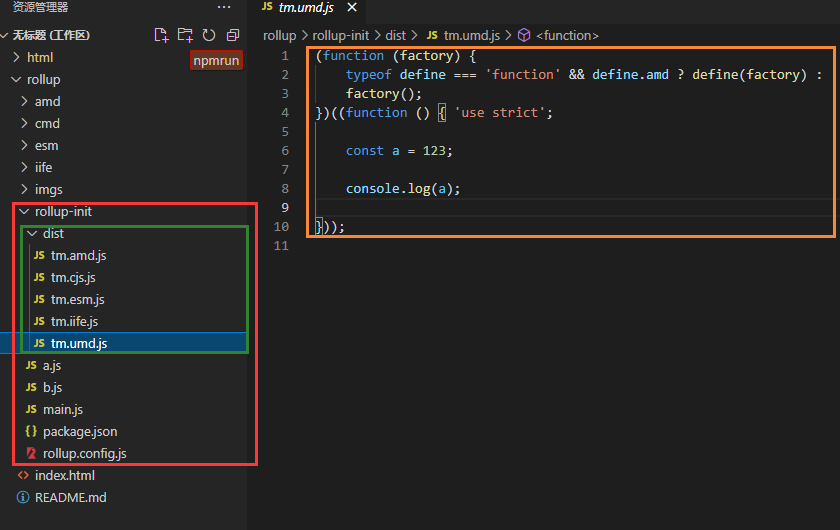 资源管理器
···
无标题 (工作区)
html
npmrun
rollup
amd
cmd
esm
iife
imgs
rollup-init
dist
JS tm.amd.js
JS tm.cjs.js
JS tm.esm.js
JS tm.iife.js
JS tm.umd.js
JS a.js
JS b.js
JS main.js
{} package.json
rollup.config.js
<> index.html
README.md
JS tm.umd.js ×
rollup > rollup-init > dist > JS tm.umd.js > <function>
1 (function (factory) {
2 typeof define === 'function' && define.amd ? define(factory) :
3 factory();
4 })((function () { 'use strict';
5
6 const a = 123;
7
8 console.log(a);
9
10 }));
11